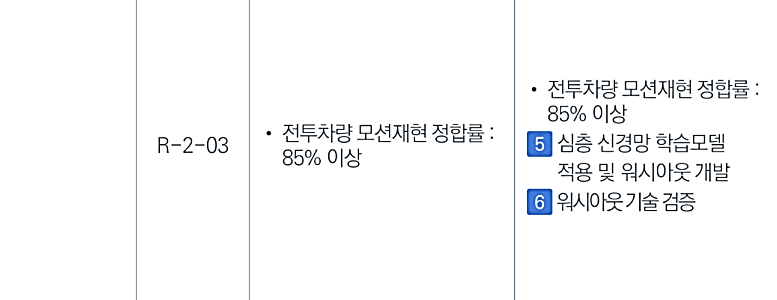 R-2-03
• 전투차량 모션재현 정합률 :
85% 이상
• 전투차량 모션재현 정합률 :
85% 이상
5 심층 신경망 학습모델
적용 및 워시아웃 개발
6 워시아웃 기술 검증